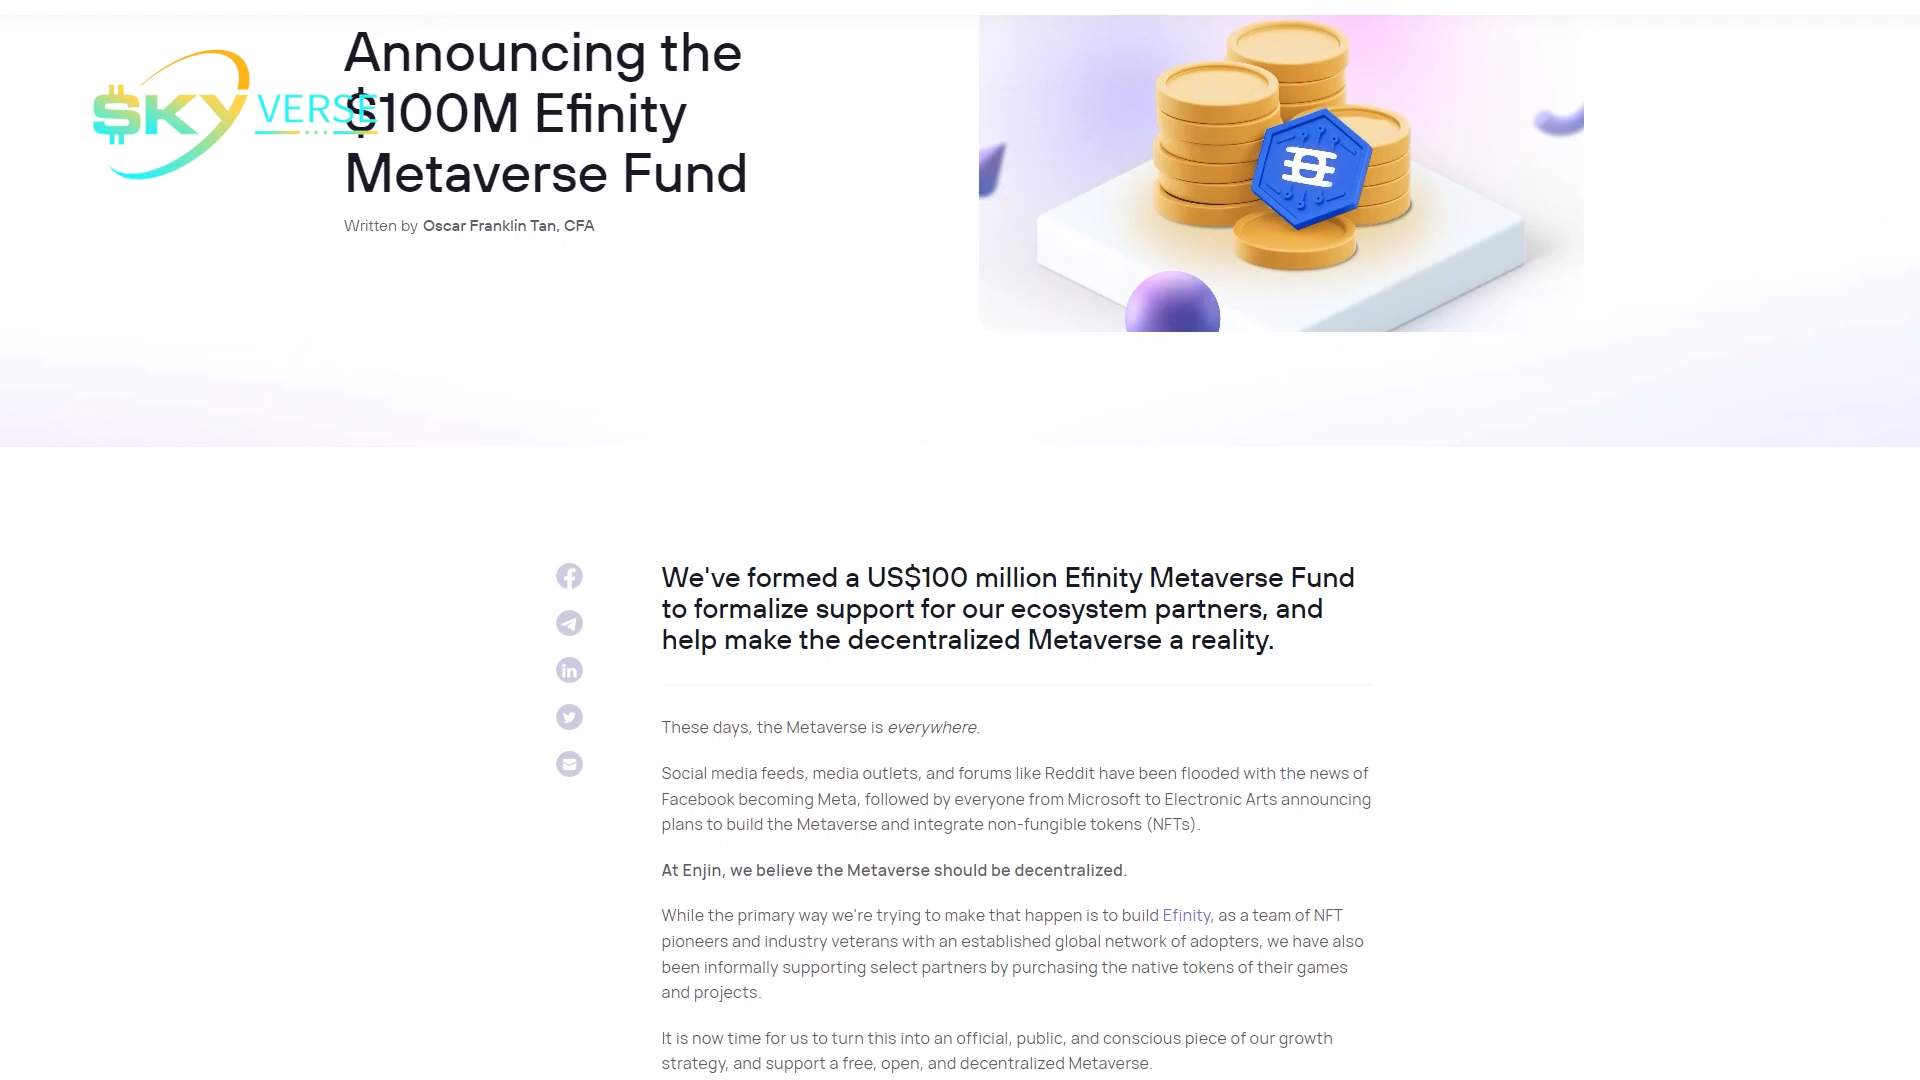 Announcing the
$100M Efinity
Metaverse Fund
$KY VERSE
Written by Oscar Franklin Tan, CFA
We've formed a US$100 million Efinity Metaverse Fund
to formalize support for our ecosystem partners, and
help make the decentralized Metaverse a reality.
These days, the Metaverse is everywhere.
Social media feeds, media outlets, and forums like Reddit have been flooded with the news of
Facebook becoming Meta, followed by everyone from Microsoft to Electronic Arts announcing
plans to build the Metaverse and integrate non-fungible tokens (NFTs).
At Enjin, we believe the Metaverse should be decentralized.
While the primary way we're trying to make that happen is to build Efinity, as a team of NFT
pioneers and industry veterans with an established global network of adopters, we have also
been informally supporting select partners by purchasing the native tokens of their games
and projects.
It is now time for us to turn this into an official, public, and conscious piece of our growth
strategy, and support a free, open, and decentralized Metaverse.